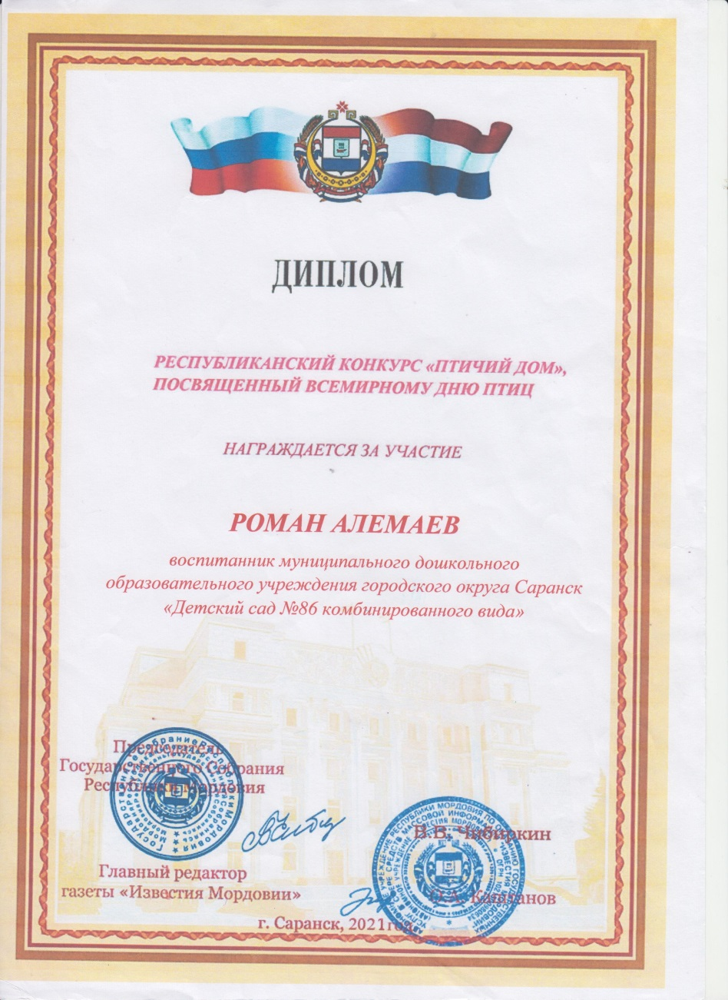 ДИПЛОМ
РЕСПУБЛИКАНСКИЙ КОНКУРС «ПТИЧИЙ ДОМ»,
ПОСВЯЩЕННЫЙ ВСЕМИРНОМУ ДНЮ ПТИЦ
НАГРАЖДАЕТСЯ ЗА УЧАСТИЕ
РОМАН АЛЕМАЕВ
воспитанник муниципального дошкольного
образовательного учреждения городского округа Саранск
«Детский сад №86 комбинированного вида»
Председатель
Государственного Собрания
Республики Мордовия
В.В. Чибиркин
Главный редактор
газеты «Известия Мордовии»
О.А. Каштанов
г. Саранск, 2021год